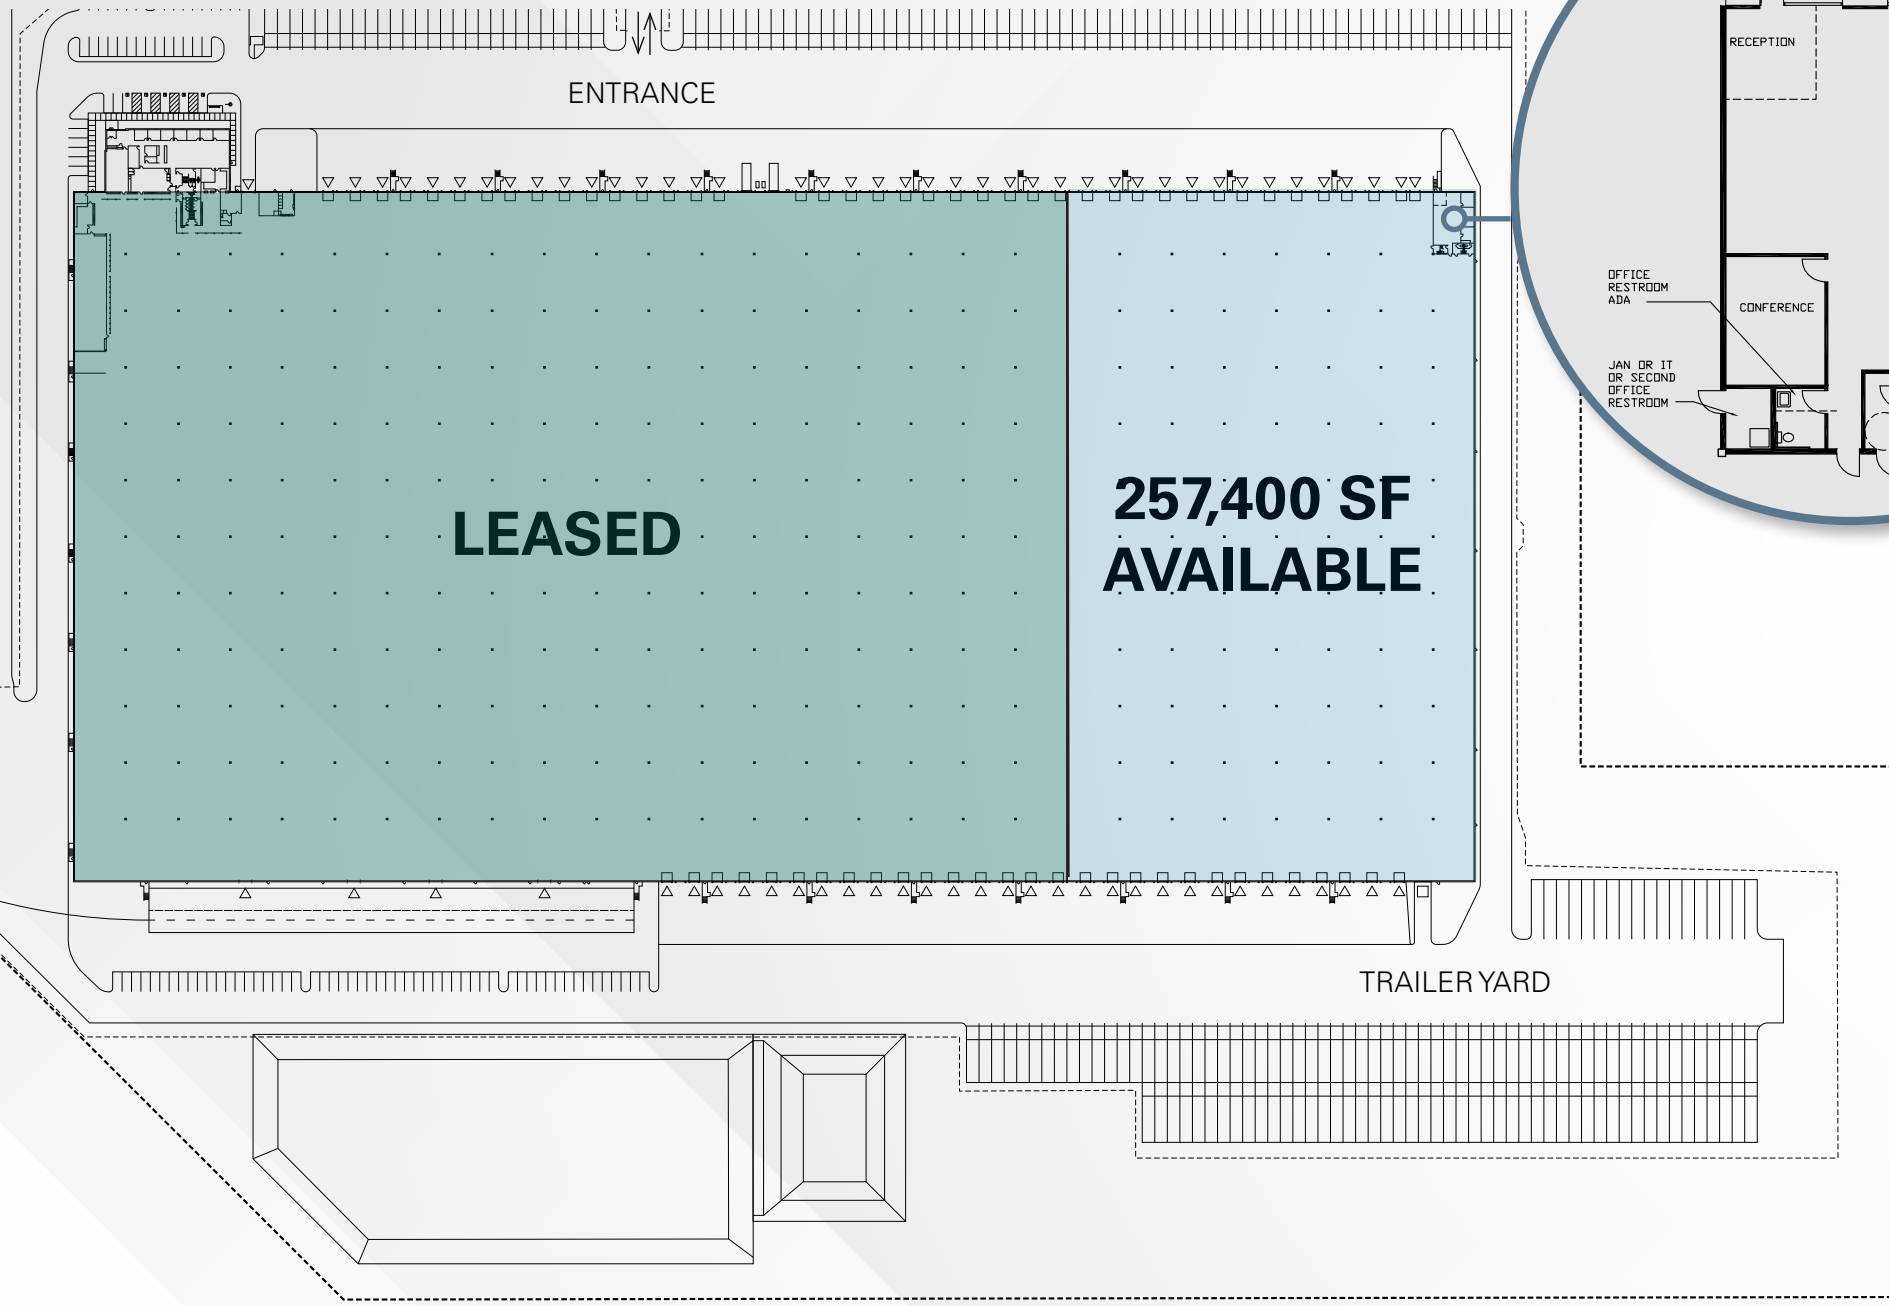 ENTRANCE
RECEPTION
OFFICE
RESTROOM
ADA
CONFERENCE
JAN OR IT
OR SECOND
OFFICE
RESTROOM
LEASED
257,400 SF
AVAILABLE
TRAILER YARD